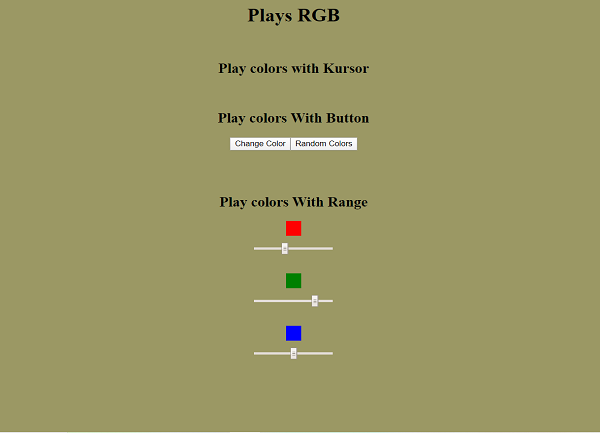 Plays RGB
Play colors with Kursor
Play colors With Button
Change Color Random Colors
Play colors With Range